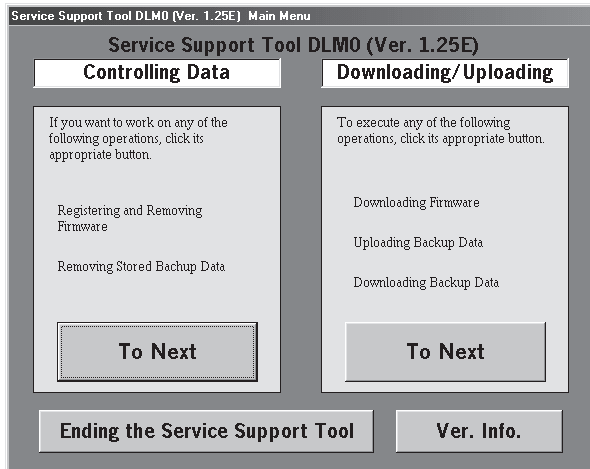 Service Support Tool DLM0 (Ver. 1.25E) Main Menu
Service Support Tool DLM0 (Ver. 1.25E)
Controlling Data
If you want to work on any of the
following operations, click its
appropriate button.
Registering and Removing
Firmware
Removing Stored Bachup Data
To Next
Downloading/Uploading
To execute any of the following
operations, click its appropriate button.
Downloading Firmware
Uploading Backup Data
Downloading Backup Data
To Next
Ending the Service Support Tool
Ver. Info.